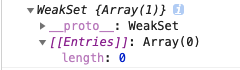 ▼WeakSet {Array(1)} i
▶__proto__: WeakSet
▼[[Entries]]: Array(0)
length: 0